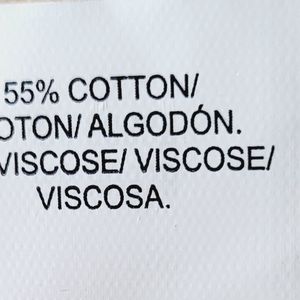 55% COTTON/
OTON/ ALGODÓN.
VISCOSE/ VISCOSE/
VISCOSA.